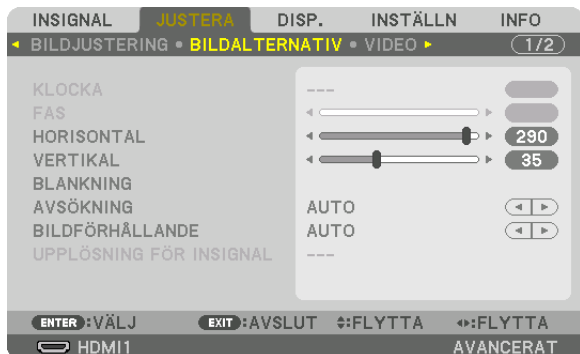 INSIGNAL JUSTERA DISP. INSTÄLLN INFO
BILDJUSTERING • BILDALTERNATIV • VIDEO 1/2
KLOCKA ---
FAS
HORISONTAL 290
VERTIKAL 35
BLANKNING
AVSÖKNING AUTO
BILDFÖRHÅLLANDE AUTO
UPPLÖSNING FÖR INSIGNAL ---
ENTER :VÄLJ EXIT :AVSLUT :FLYTTA :FLYTTA
HDMI1 AVANCERAT